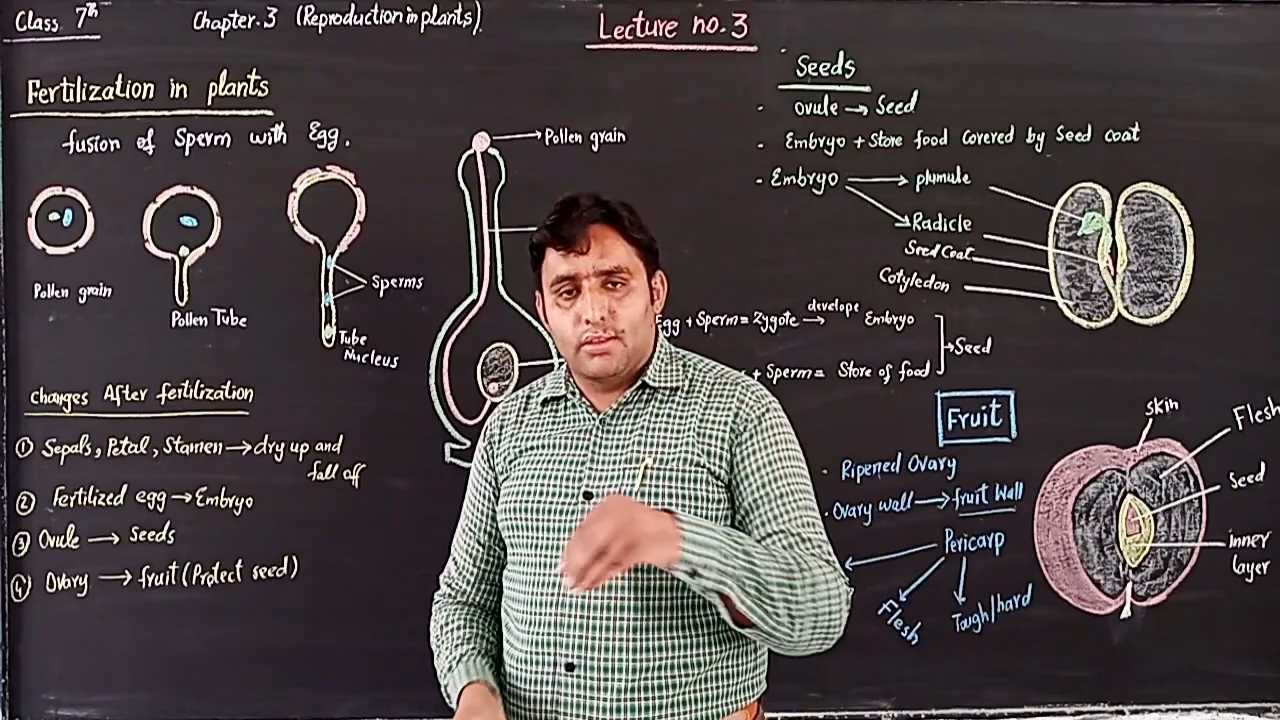 Class 7th
Chapter.3 (Reproduction in plants).
Lecture no.3
Fertilization in plants
fusion of Sperm with Egg.
Pollen grain
Pollen Tube
Sperms
Tube
Nucleus
Pollen grain
changes After fertilization
① Sepals, Petal, Stamen → dry up and
fall off
② Fertilized egg → Embryo
③ Ovule → seeds
④ Ovary → fruit (Protect seed)
Seeds
- ovule → Seed
- Embryo + Store food covered by Seed coat
- Embryo → plumule
Radicle
Seed Coat
Cotyledon
Egg + Sperm = Zygote → develope Embryo
+ Sperm = Store of food
→ Seed
Fruit
. Ripened Ovary
. Ovary wall → fruit Wall
Pericarp
Flesh
Tough/hard
skin
Flesh
Seed
inner
layer